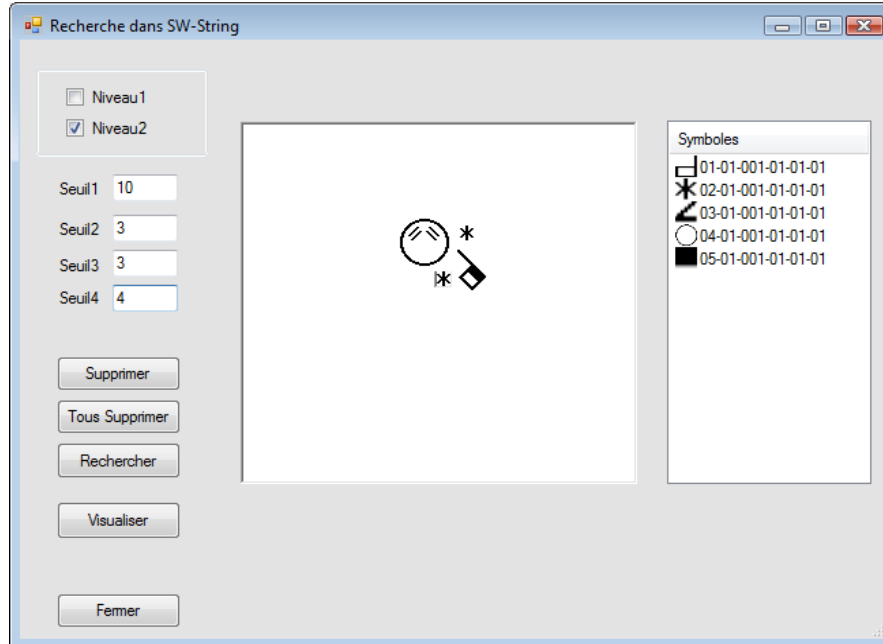 Recherche dans SW-String
Niveau1
Niveau2
Seuil1 10
Seuil2 3
Seuil3 3
Seuil4 4
Supprimer
Tous Supprimer
Rechercher
Visualiser
Fermer
Symboles
01-01-001-01-01-01
02-01-001-01-01-01
03-01-001-01-01-01
04-01-001-01-01-01
05-01-001-01-01-01